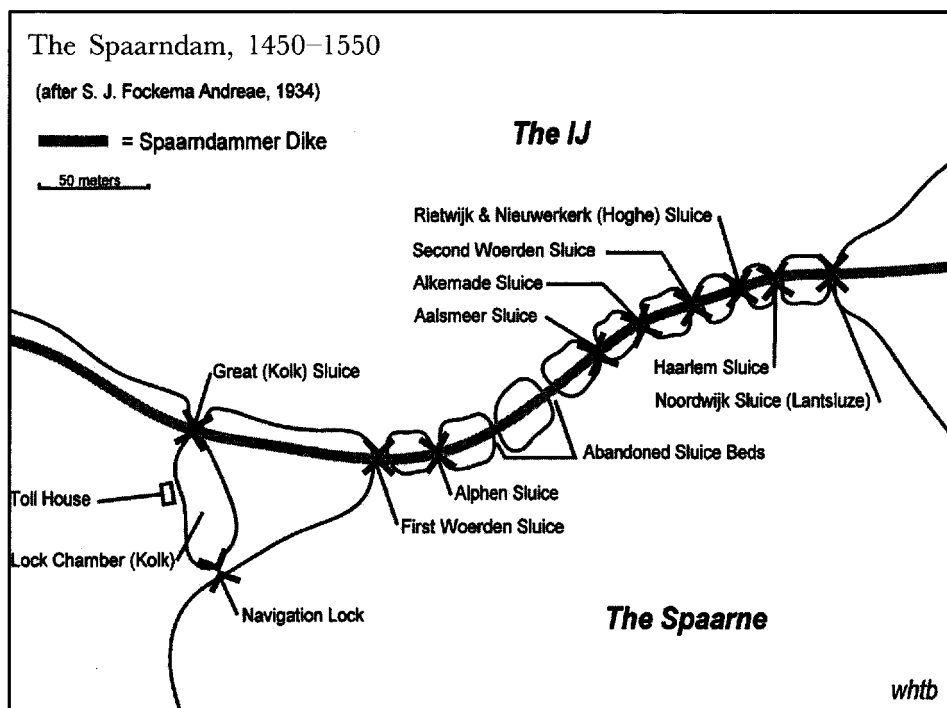 The Spaarndam, 1450–1550
(after S. J. Fockema Andreae, 1934)
= Spaarndammer Dike
50 meters
The IJ
Rietwijk & Nieuwerkerk (Hoghe) Sluice
Second Woerden Sluice
Alkemade Sluice
Aalsmeer Sluice
Great (Kolk) Sluice
Haarlem Sluice
Noordwijk Sluice (Lantsluze)
Abandoned Sluice Beds
Toll House
Alphen Sluice
First Woerden Sluice
Lock Chamber (Kolk)
Navigation Lock
The Spaarne
whtb